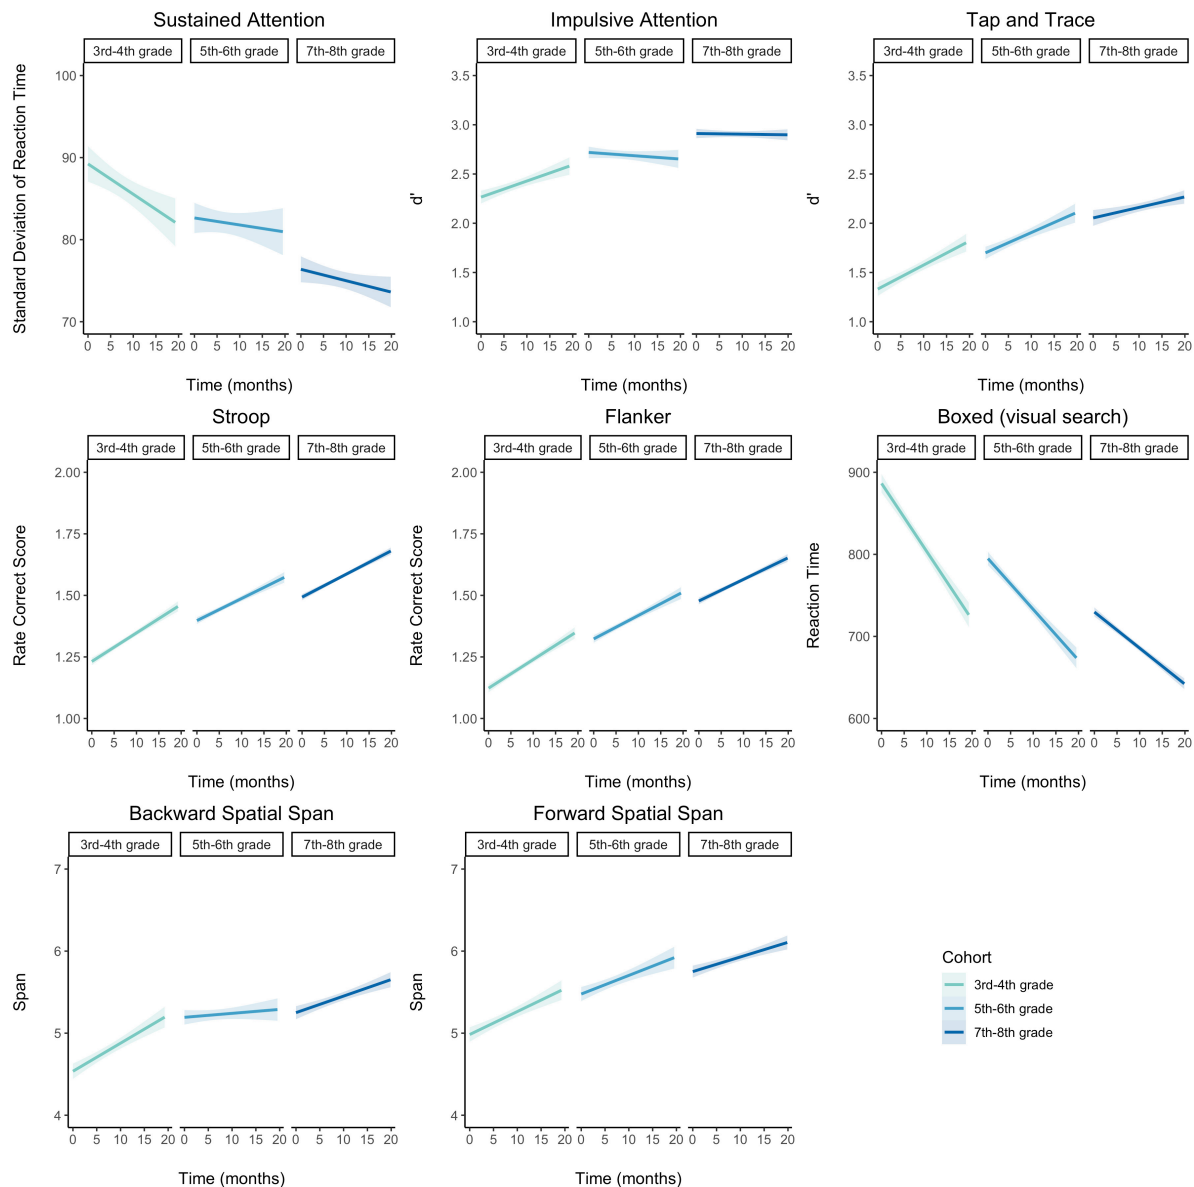 Sustained Attention
3rd-4th grade 5th-6th grade 7th-8th grade
Standard Deviation of Reaction Time
100
90
80
70
0 5 10 15 20 0 5 10 15 20 0 5 10 15 20
Time (months)
Impulsive Attention
3rd-4th grade 5th-6th grade 7th-8th grade
d'
3.5
3.0
2.5
2.0
1.5
1.0
0 5 10 15 20 0 5 10 15 20 0 5 10 15 20
Time (months)
Tap and Trace
3rd-4th grade 5th-6th grade 7th-8th grade
d'
3.5
3.0
2.5
2.0
1.5
1.0
0 5 10 15 20 0 5 10 15 20 0 5 10 15 20
Time (months)
Stroop
3rd-4th grade 5th-6th grade 7th-8th grade
Rate Correct Score
2.00
1.75
1.50
1.25
1.00
0 5 10 15 20 0 5 10 15 20 0 5 10 15 20
Time (months)
Flanker
3rd-4th grade 5th-6th grade 7th-8th grade
Rate Correct Score
2.00
1.75
1.50
1.25
1.00
0 5 10 15 20 0 5 10 15 20 0 5 10 15 20
Time (months)
Boxed (visual search)
3rd-4th grade 5th-6th grade 7th-8th grade
Reaction Time
900
800
700
600
0 5 10 15 20 0 5 10 15 20 0 5 10 15 20
Time (months)
Backward Spatial Span
3rd-4th grade 5th-6th grade 7th-8th grade
Span
7
6
5
4
0 5 10 15 20 0 5 10 15 20 0 5 10 15 20
Time (months)
Forward Spatial Span
3rd-4th grade 5th-6th grade 7th-8th grade
Span
7
6
5
4
0 5 10 15 20 0 5 10 15 20 0 5 10 15 20
Time (months)
Cohort
3rd-4th grade
5th-6th grade
7th-8th grade